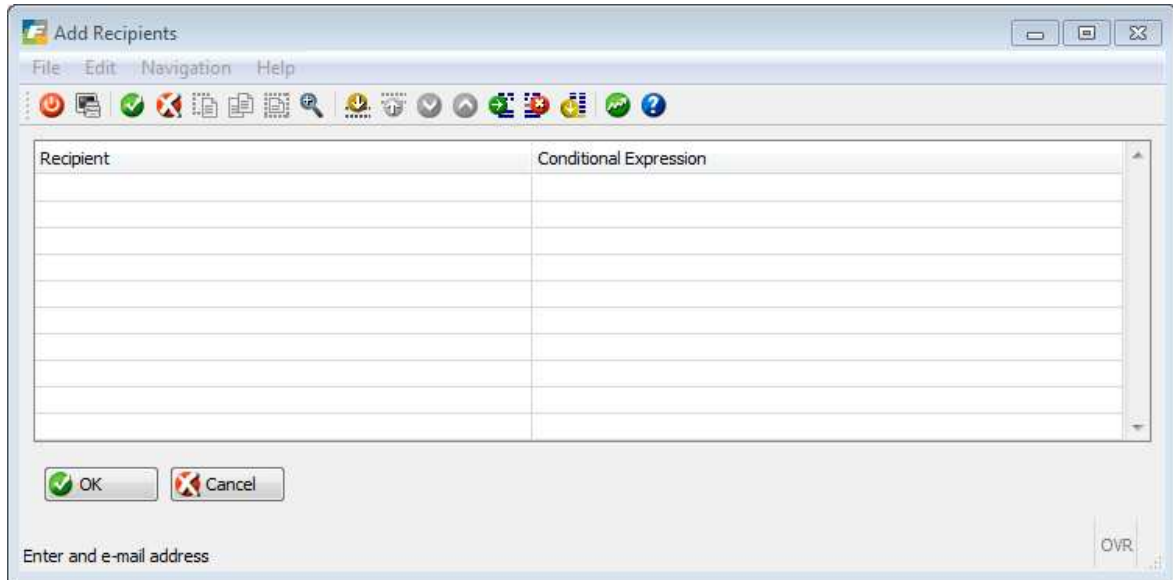 Add Recipients
File Edit Navigation Help
Recipient Conditional Expression
OK Cancel
Enter and e-mail address
OVR